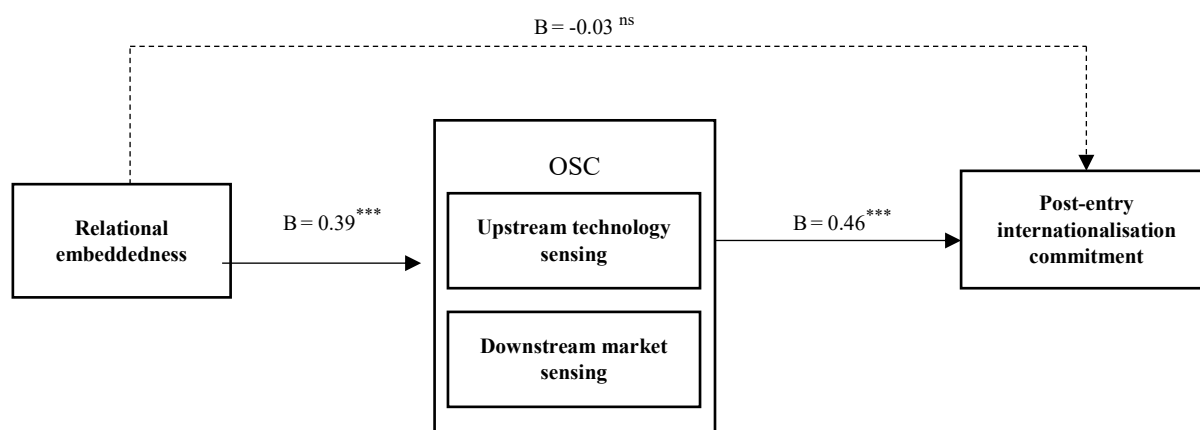 B = -0.03 ns
OSC
Relational
embeddedness
B = 0.39***
Upstream technology
sensing
Downstream market
sensing
B = 0.46***
Post-entry
internationalisation
commitment